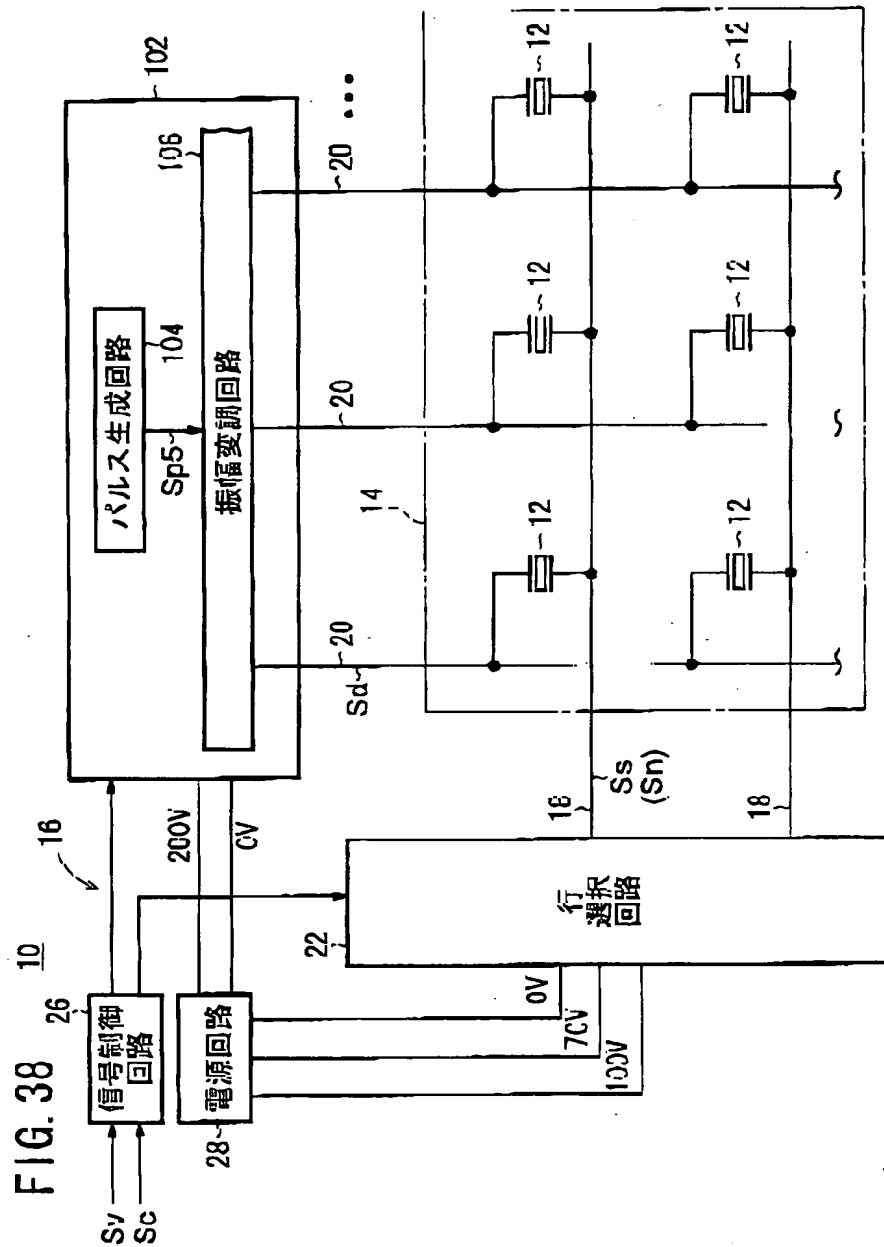 FIG. 38
10
16
Sv
Sc
26
信号制御
回路
28
電源回路
200V
0V
0V
70V
100V
22
行
選択
回路
102
パルス生成回路
104
Sp5
106
振幅変調回路
...
20
20
20
Sd
14
12
12
12
12
12
12
18
Ss
(Sn)
18